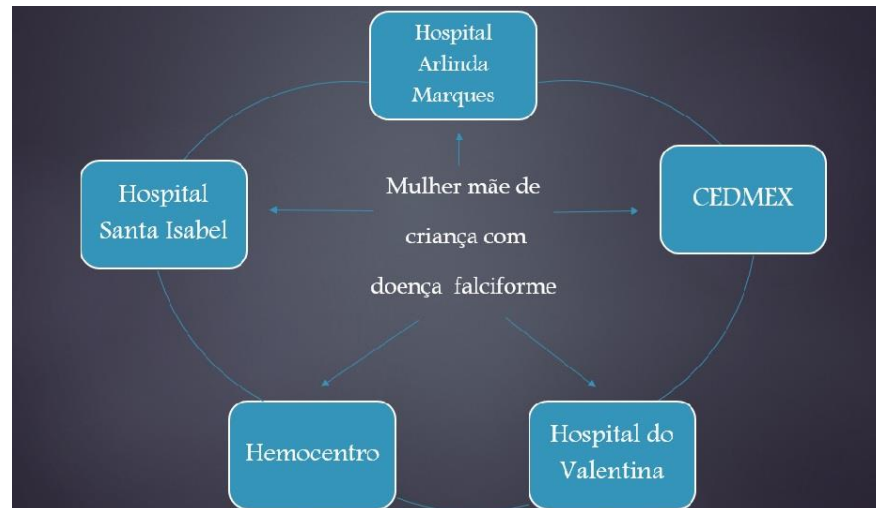 Hospital
Arlinda
Marques
Hospital
Santa Isabel
Mulher mãe de
criança com
doença falciforme
CEDMEX
Hemocentro
Hospital do
Valentina